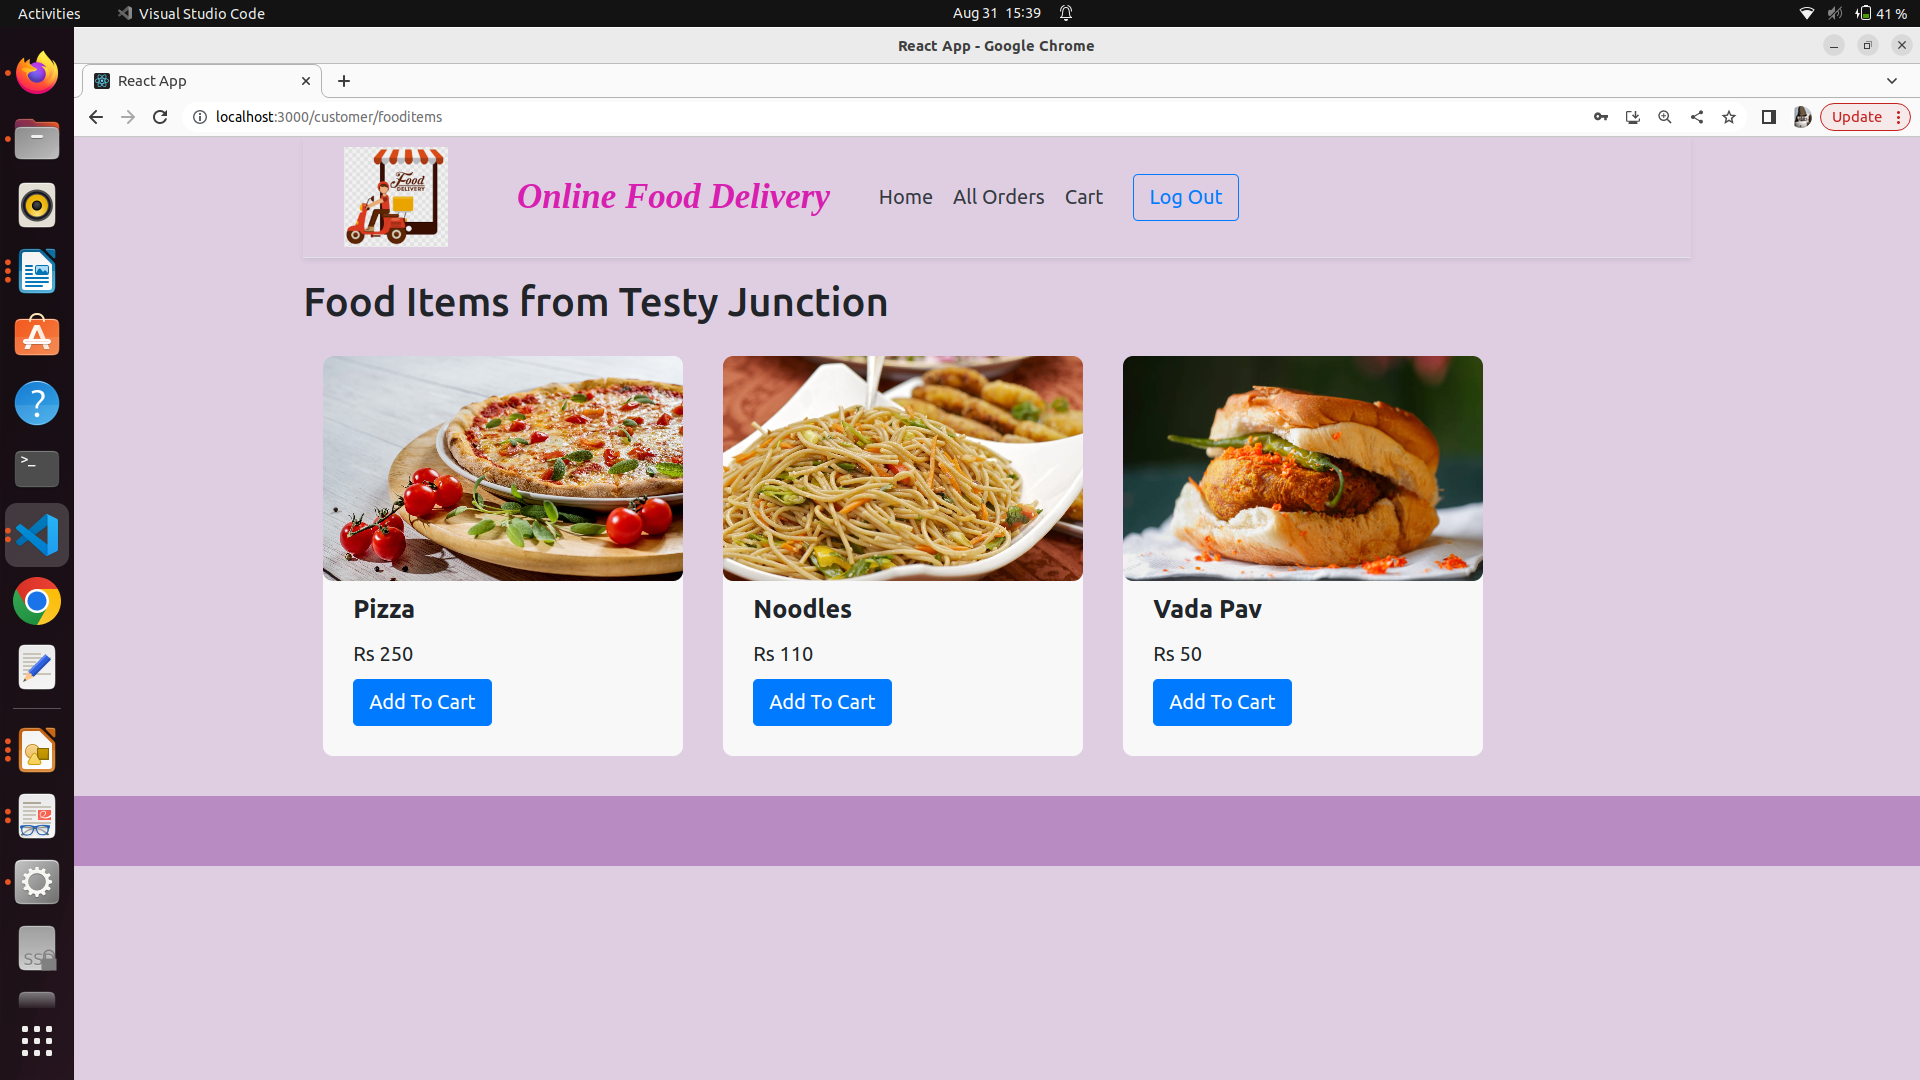 Activities
Visual Studio Code
Aug 31 15:39
41 %
React App - Google Chrome
React App
localhost:3000/customer/fooditems
Update
Food
DELIVERY
Online Food Delivery
Home
All Orders
Cart
Log Out
Food Items from Testy Junction
Pizza
Rs 250
Add To Cart
Noodles
Rs 110
Add To Cart
Vada Pav
Rs 50
Add To Cart